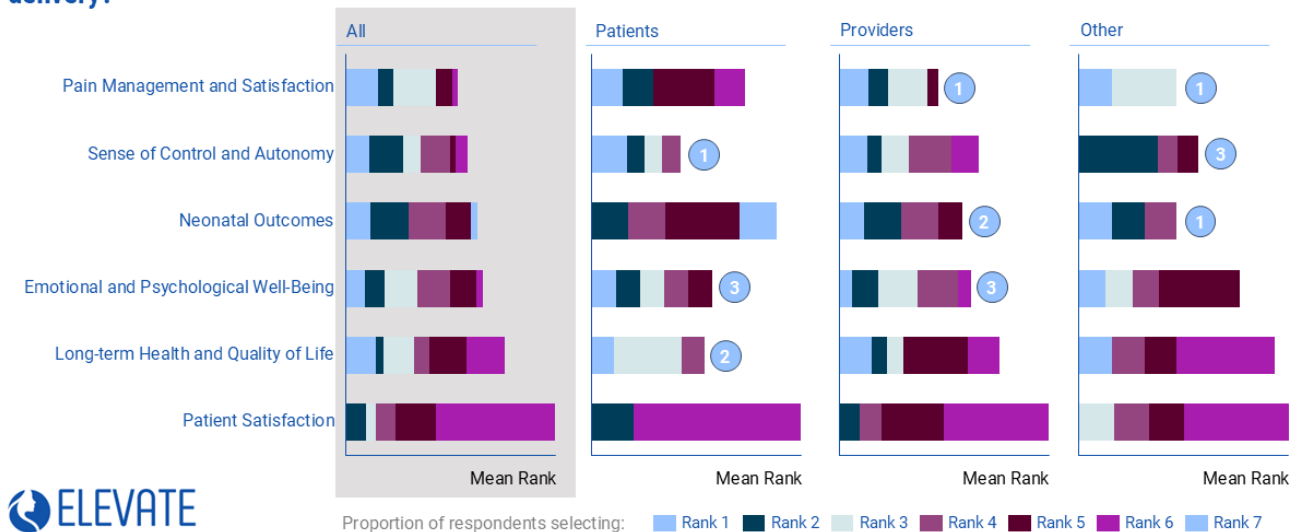 delivery?
All Patients Providers Other
Pain Management and Satisfaction 1 1
Sense of Control and Autonomy 1 3
Neonatal Outcomes 2 1
Emotional and Psychological Well-Being 3 3
Long-term Health and Quality of Life 2
Patient Satisfaction
Mean Rank Mean Rank Mean Rank Mean Rank
ELEVATE
Proportion of respondents selecting: Rank 1 Rank 2 Rank 3 Rank 4 Rank 5 Rank 6 Rank 7